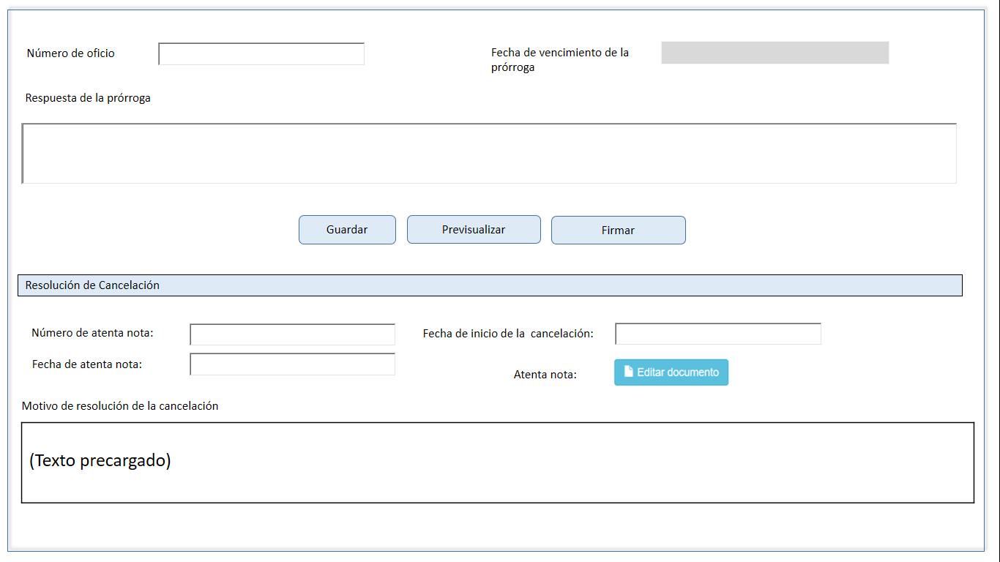 Número de oficio
Fecha de vencimiento de la
prórroga
Respuesta de la prórroga
Guardar
Previsualizar
Firmar
Resolución de Cancelación
Número de atenta nota:
Fecha de inicio de la  cancelación:
Fecha de atenta nota:
Atenta nota:
Editar documento
Motivo de resolución de la cancelación
(Texto precargado)